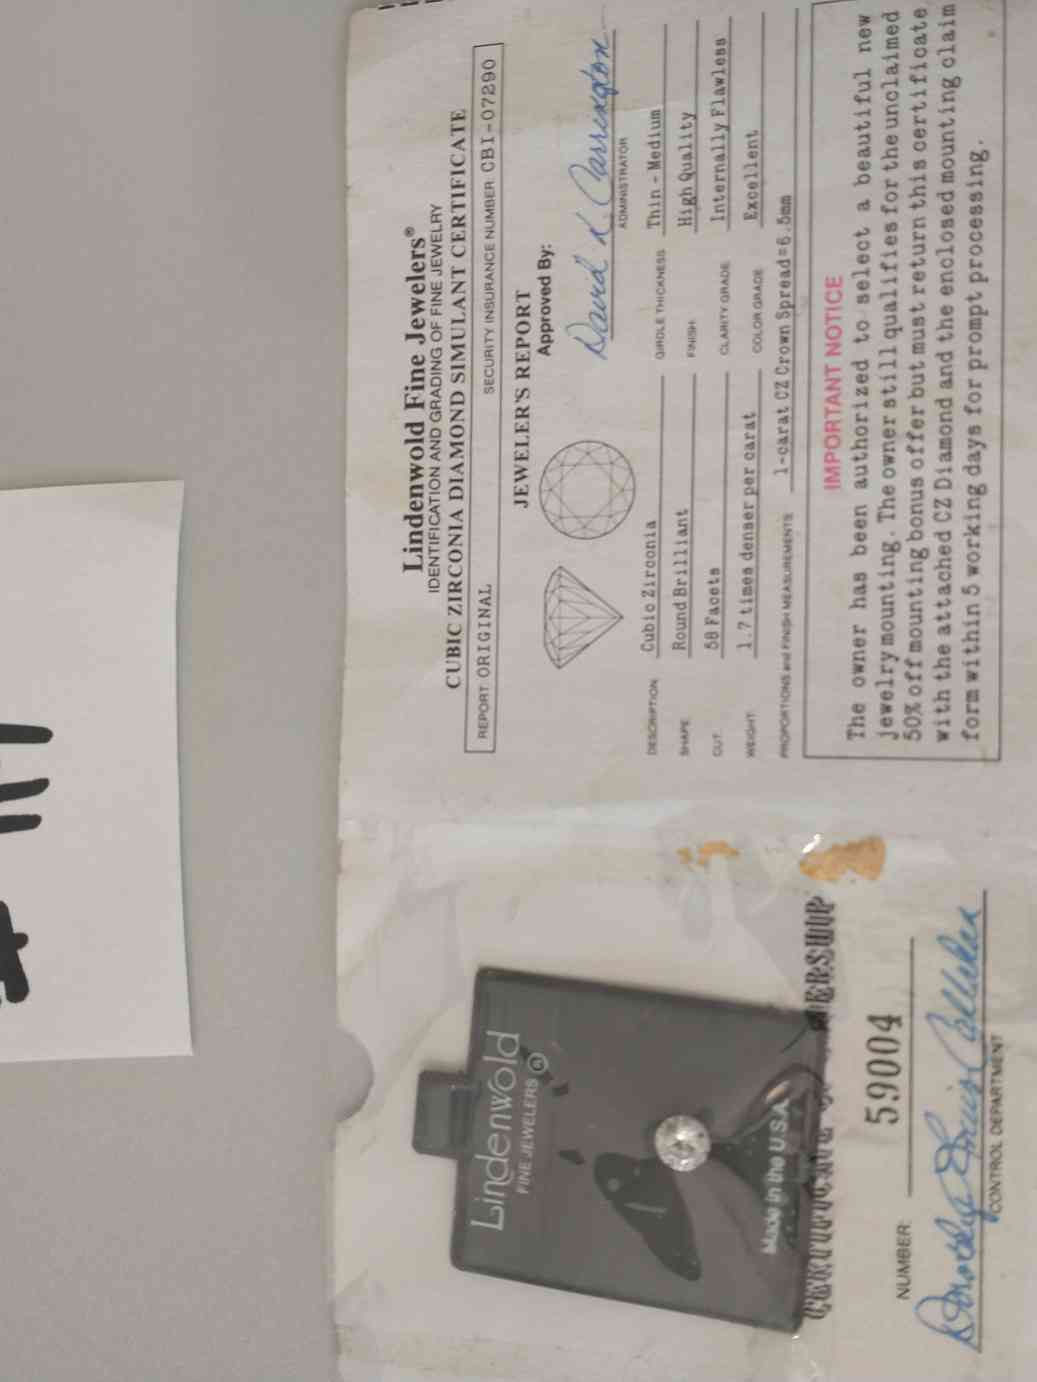 Lindenwold Fine Jewelers®
IDENTIFICATION AND GRADING OF FINE JEWELRY
CUBIC ZIRCONIA DIAMOND SIMULANT CERTIFICATE
REPORT: ORIGINAL SECURITY INSURANCE NUMBER CBI-07290
JEWELER'S REPORT
Approved By:
David K Carrington
ADMINISTRATOR
DESCRIPTION: Cubic Zirconia GIRDLE THICKNESS Thin - Medium
SHAPE: Round Brilliant FINISH: High Quality
CUT: 58 Facets CLARITY GRADE: Internally Flawless
WEIGHT: 1.7 times denser per carat COLOR GRADE: Excellent
PROPORTIONS and FINISH MEASUREMENTS: 1-carat CZ Crown Spread=6.5mm
IMPORTANT NOTICE
The owner has been authorized to select a beautiful new
jewelry mounting. The owner still qualifies for the unclaimed
50% off mounting bonus offer but must return this certificate
with the attached CZ Diamond and the enclosed mounting claim
form within 5 working days for prompt processing.
Lindenwold
FINE JEWELERS ®
Made in the U.S.A.
NUMBER: 59004
CONTROL DEPARTMENT